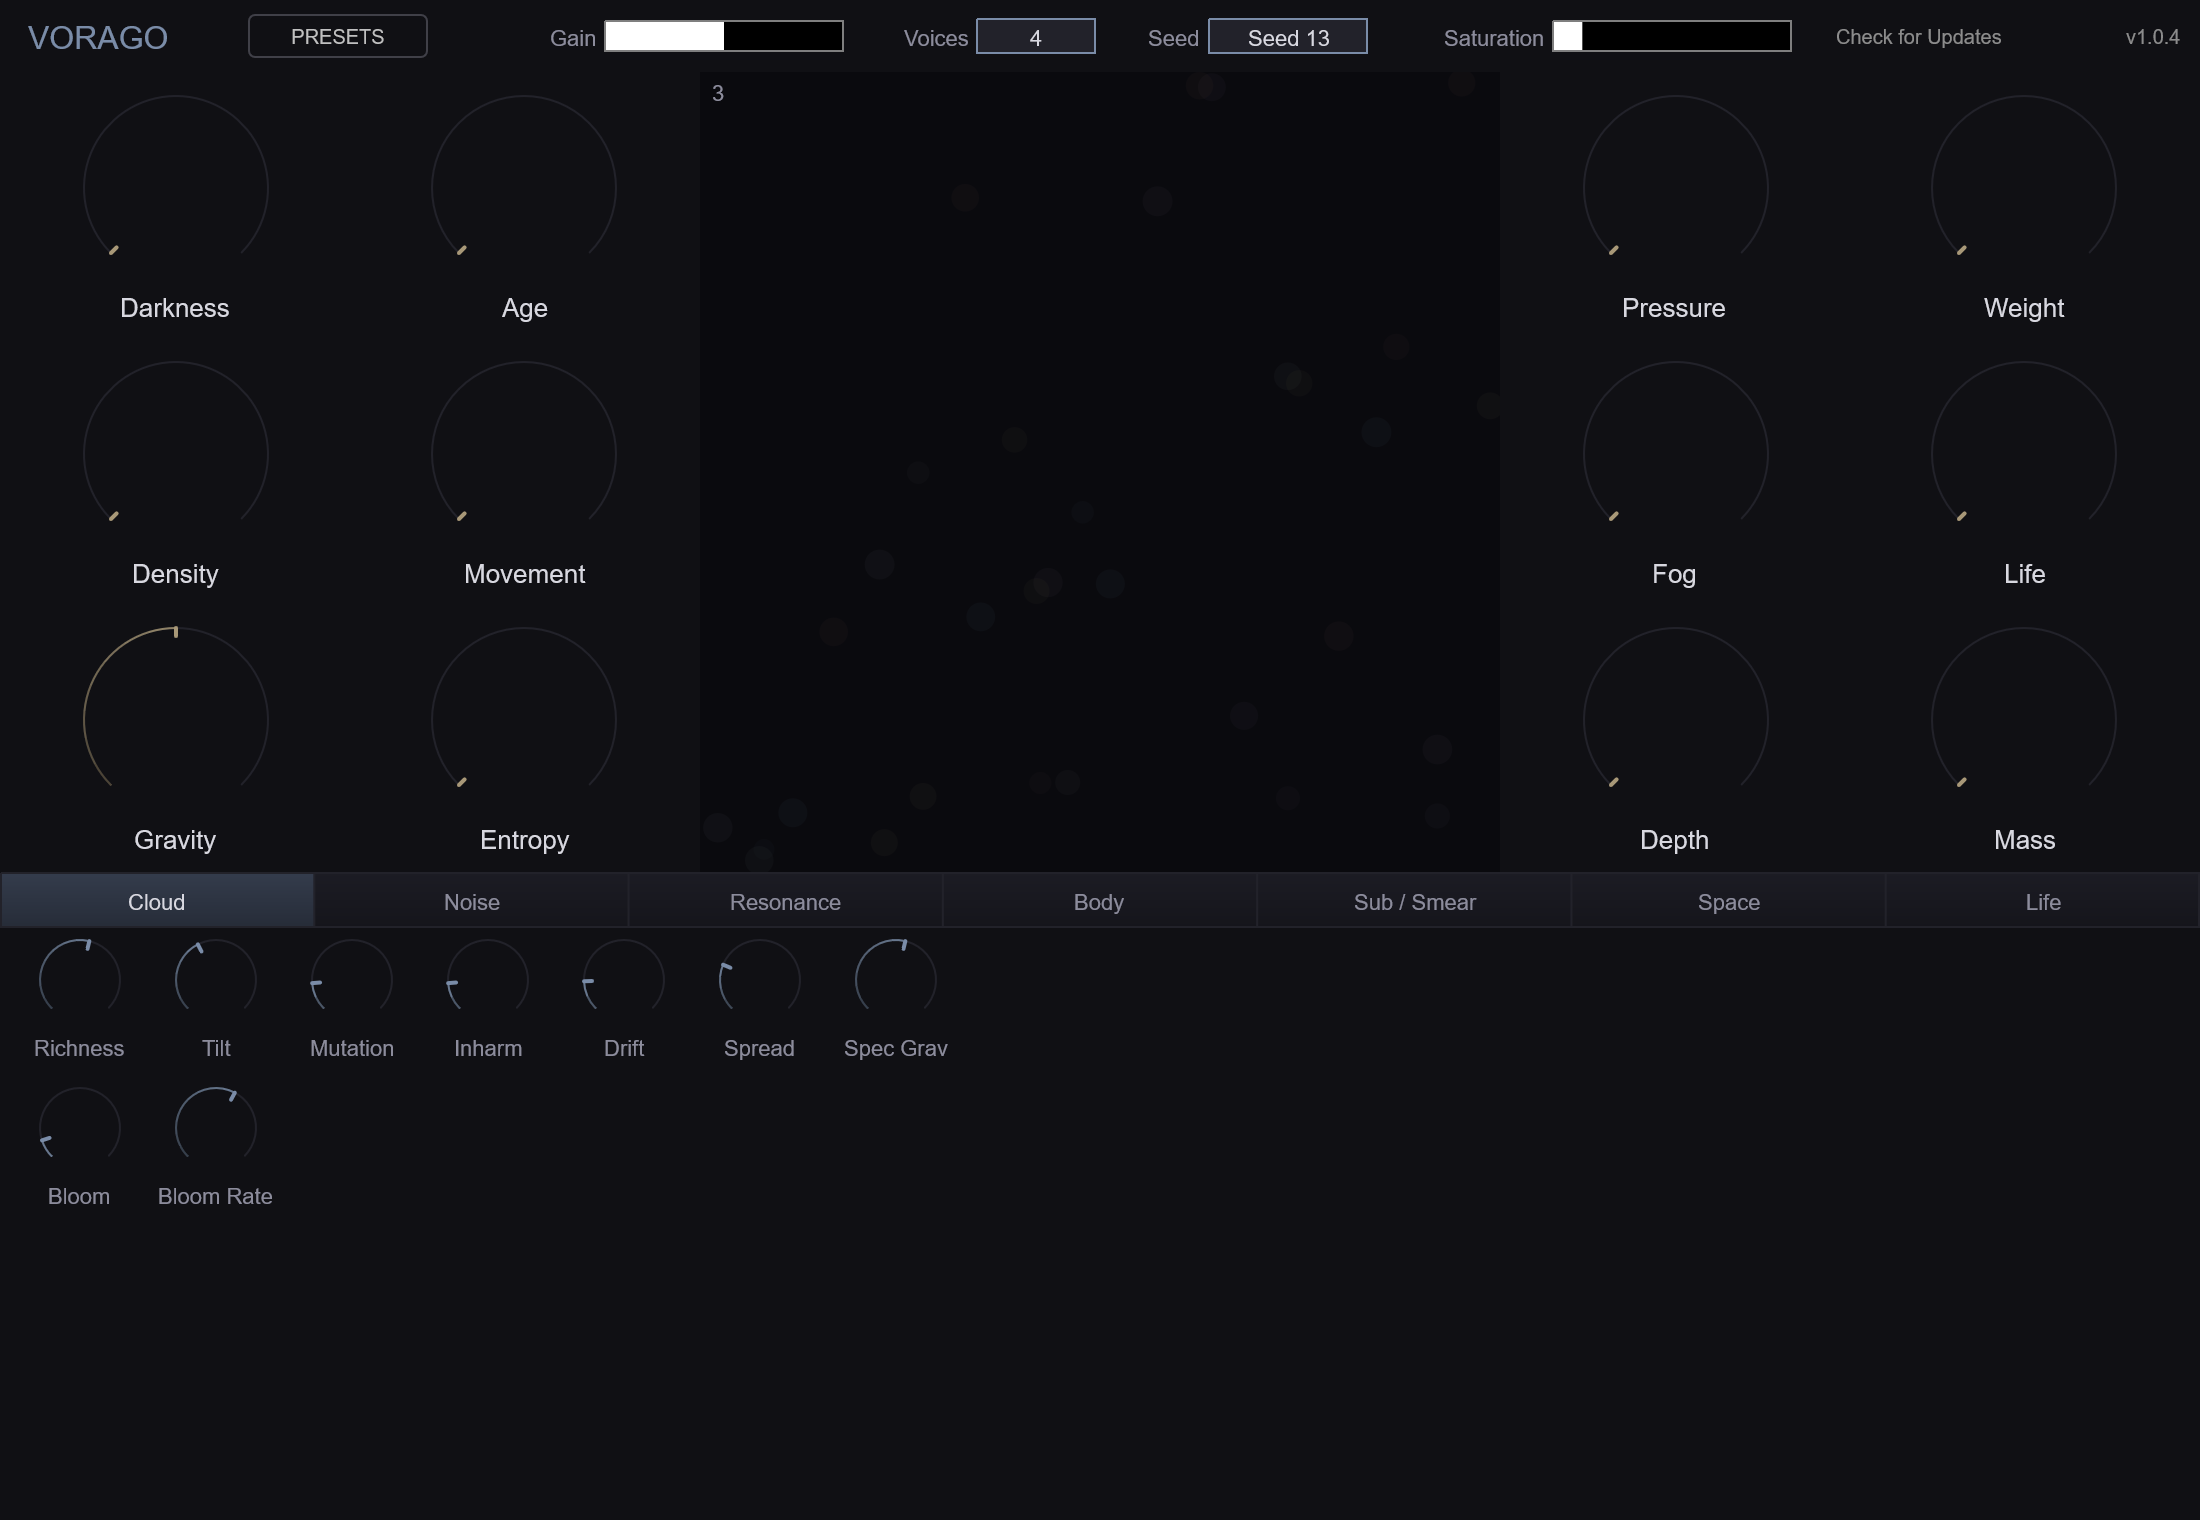 VORAGO
PRESETS
Gain
Voices
4
Seed
Seed 13
Saturation
Check for Updates
v1.0.4
3
Darkness
Age
Pressure
Weight
Density
Movement
Fog
Life
Gravity
Entropy
Depth
Mass
Cloud
Noise
Resonance
Body
Sub / Smear
Space
Life
Richness
Tilt
Mutation
Inharm
Drift
Spread
Spec Grav
Bloom
Bloom Rate